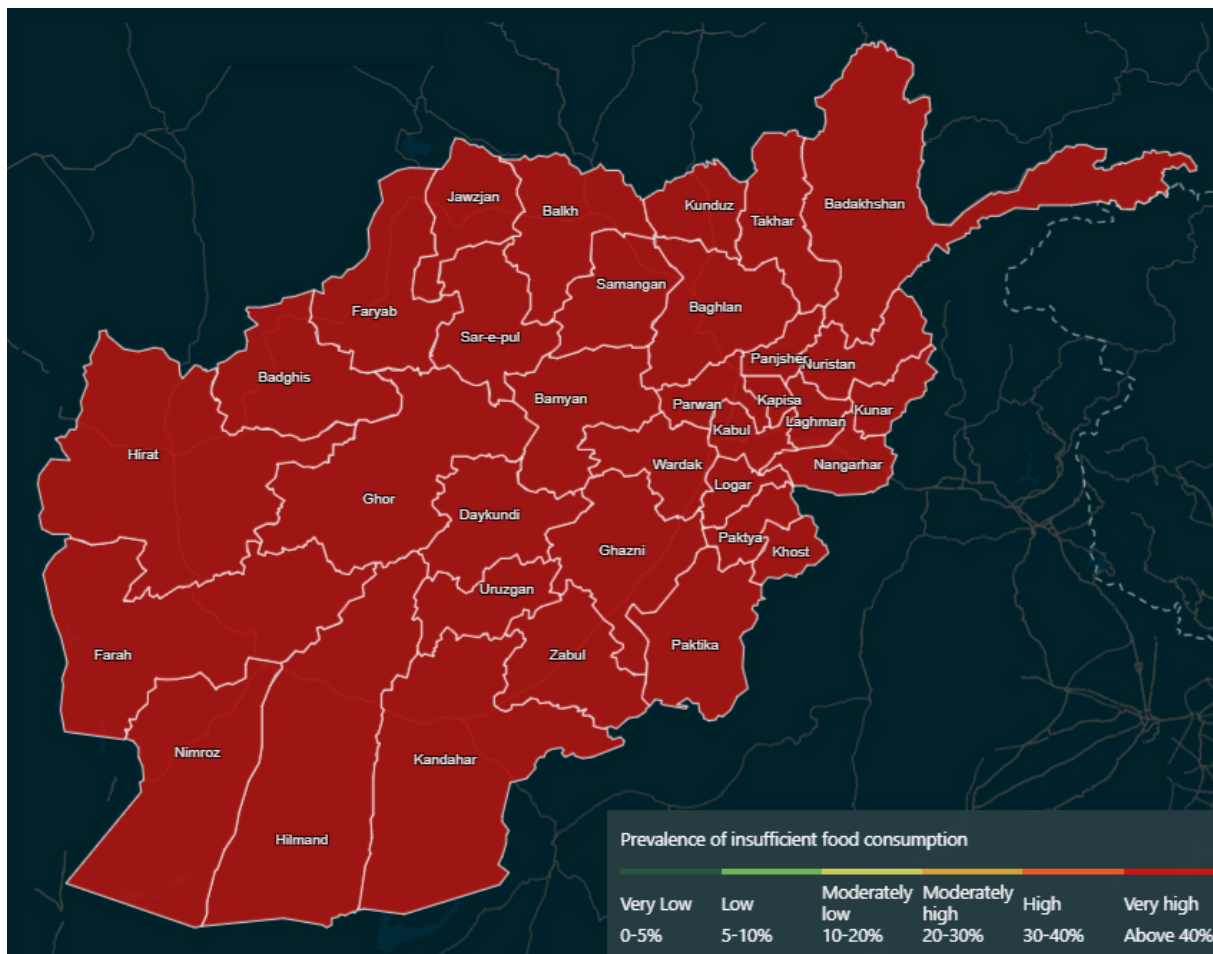 Jawzjan
Balkh
Kunduz
Takhar
Badakhshan
Samangan
Faryab
Baghlan
Sar-e-pul
Panjsher
Nuristan
Badghis
Bamyan
Parwan
Kapisa
Kunar
Laghman
Kabul
Hirat
Wardak
Nangarhar
Logar
Ghor
Daykundi
Paktya
Ghazni
Khost
Uruzgan
Farah
Zabul
Paktika
Nimroz
Kandahar
Hilmand
Prevalence of insufficient food consumption
Very Low
Low
Moderately
low
Moderately
high
High
Very high
0-5%
5-10%
10-20%
20-30%
30-40%
Above 40%